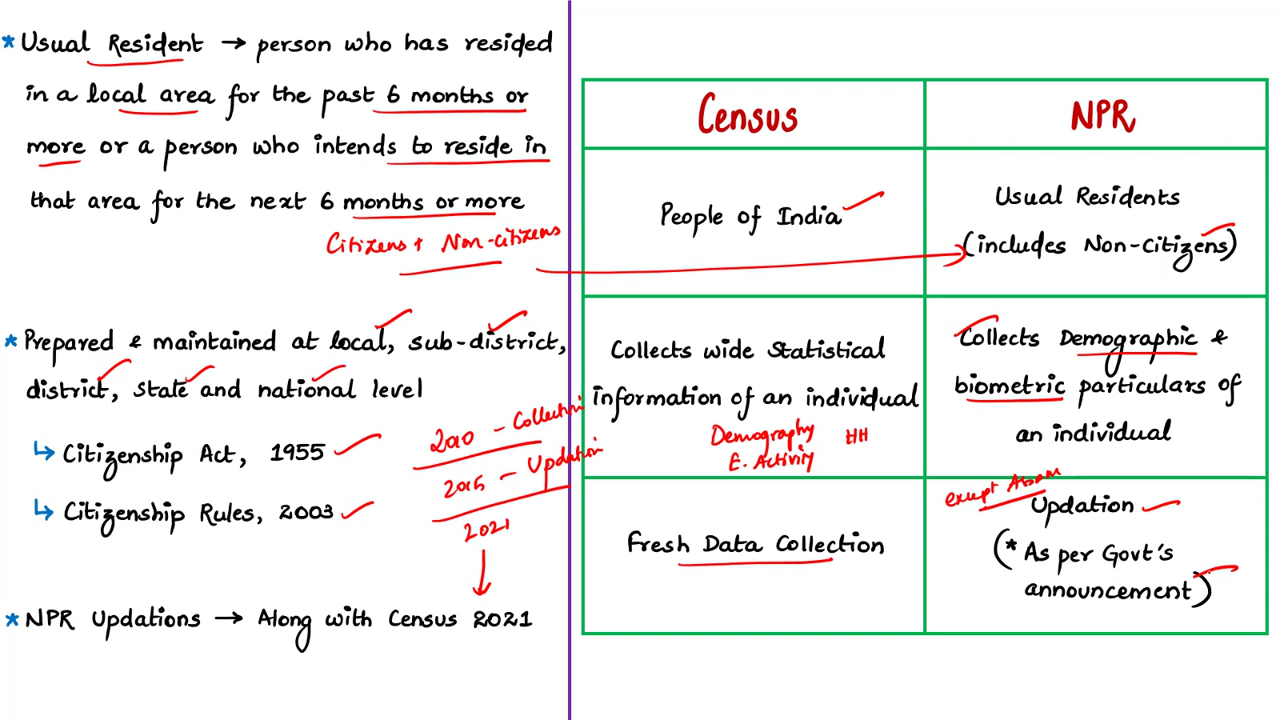 * Usual Resident → person who has resided
in a local area for the past 6 months or
more or a person who intends to reside in
that area for the next 6 months or more
Citizens + Non-citizens
* Prepared & maintained at local, sub-district,
district, State and national level
↳ Citizenship Act, 1955
↳ Citizenship Rules, 2003
2010 - Collection
2015 - Updation
2021
* NPR Updations → Along with Census 2021
Census
NPR
People of India
Usual Residents
(includes Non-Citizens)
Collects wide Statistical
information of an individual
Demography HH
E. Activity
Collects Demographic &
biometric particulars of
an individual
Fresh Data Collection
except Assam
Updation
(* As per Govt's
announcement)